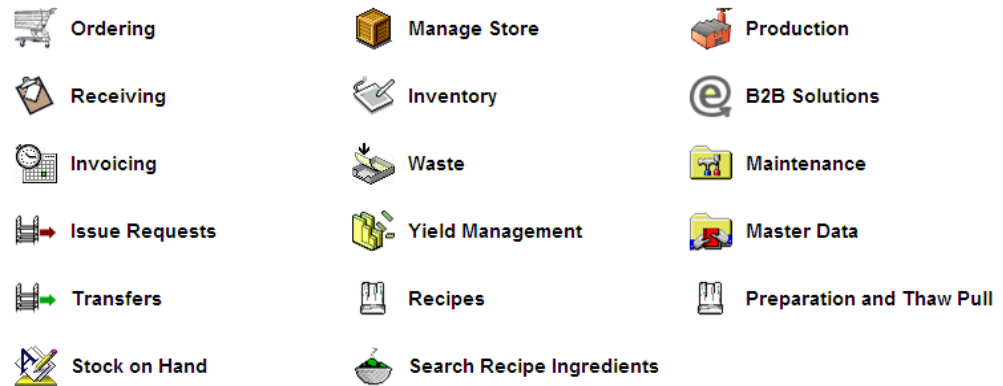 Ordering
Manage Store
Production
Receiving
Inventory
B2B Solutions
Invoicing
Waste
Maintenance
Issue Requests
Yield Management
Master Data
Transfers
Recipes
Preparation and Thaw Pull
Stock on Hand
Search Recipe Ingredients